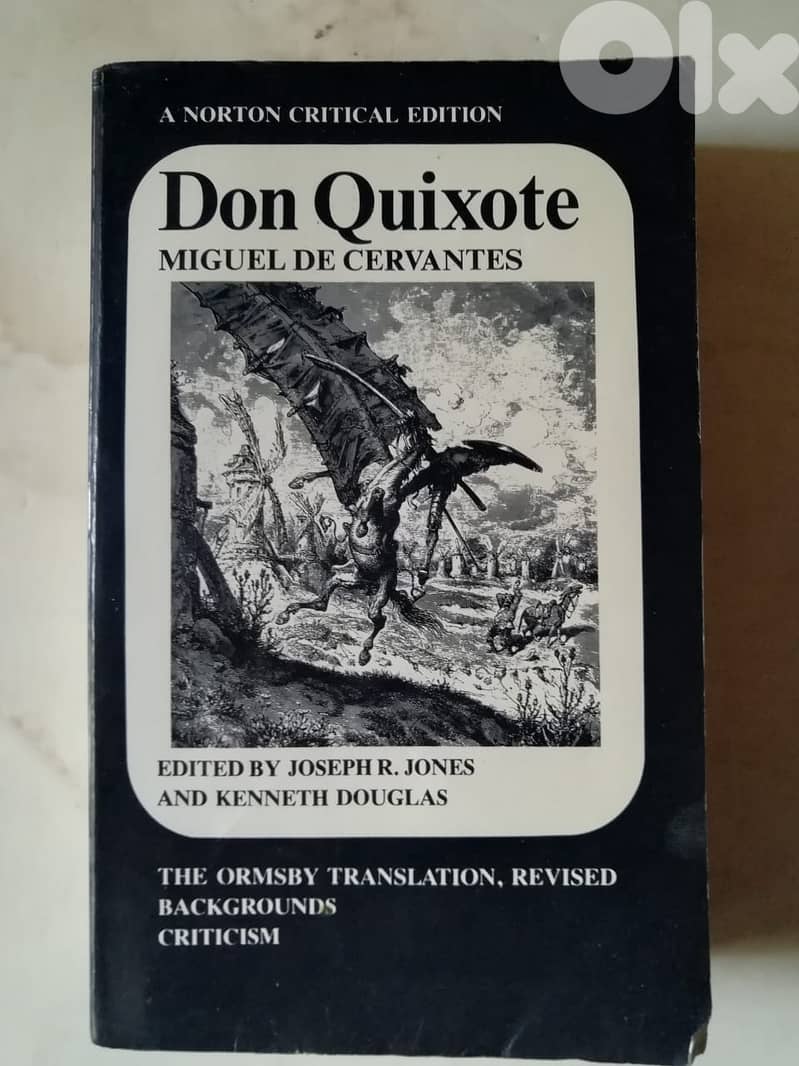 olx
A NORTON CRITICAL EDITION
Don Quixote
MIGUEL DE CERVANTES
EDITED BY JOSEPH R. JONES
AND KENNETH DOUGLAS
THE ORMSBY TRANSLATION, REVISED
BACKGROUNDS
CRITICISM